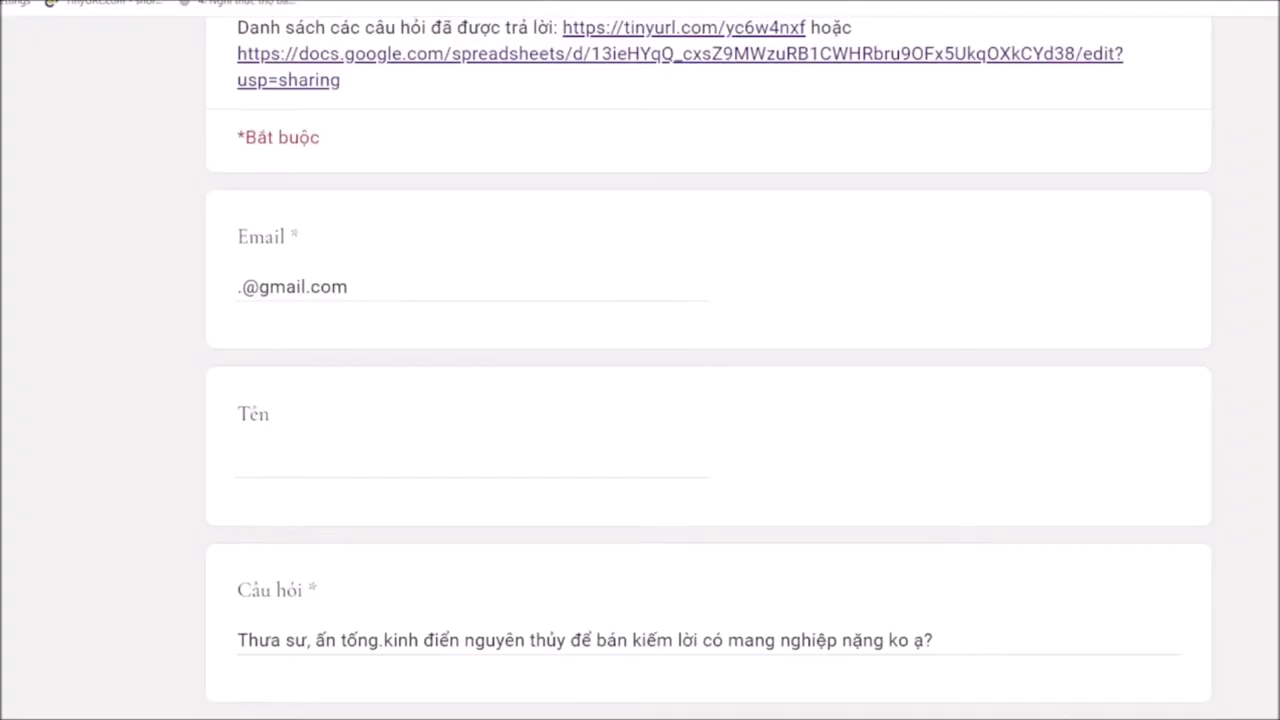 Danh sách các câu hỏi đã được trả lời: https://tinyurl.com/yc6w4nxf hoặc
https://docs.google.com/spreadsheets/d/13ieHYqQ_cxsZ9MWzuRB1CWHRbru9OFx5UkqOXkCYd38/edit?
usp=sharing
*Bắt buộc
Email *
.@gmail.com
Tên
Câu hỏi *
Thưa sư, ấn tống.kinh điển nguyên thủy để bán kiếm lời có mang nghiệp nặng ko ạ?